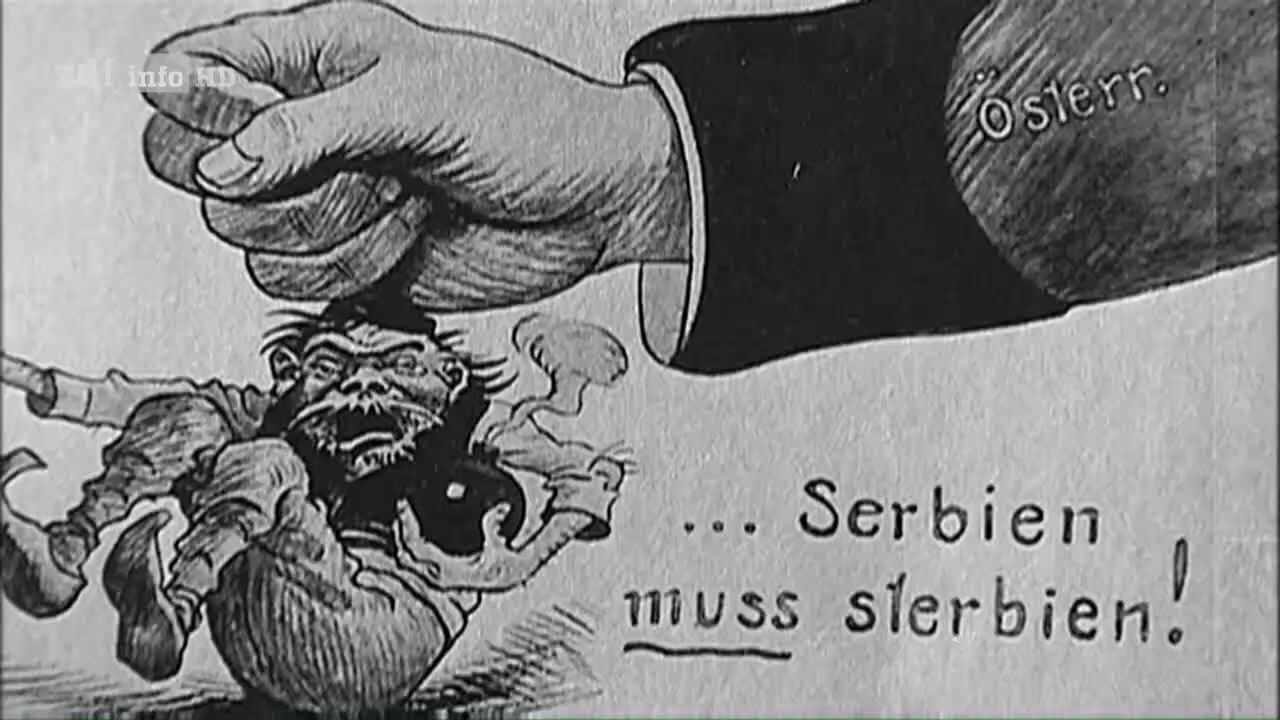 info HD
Österr.
... Serbien
muss sterbien!